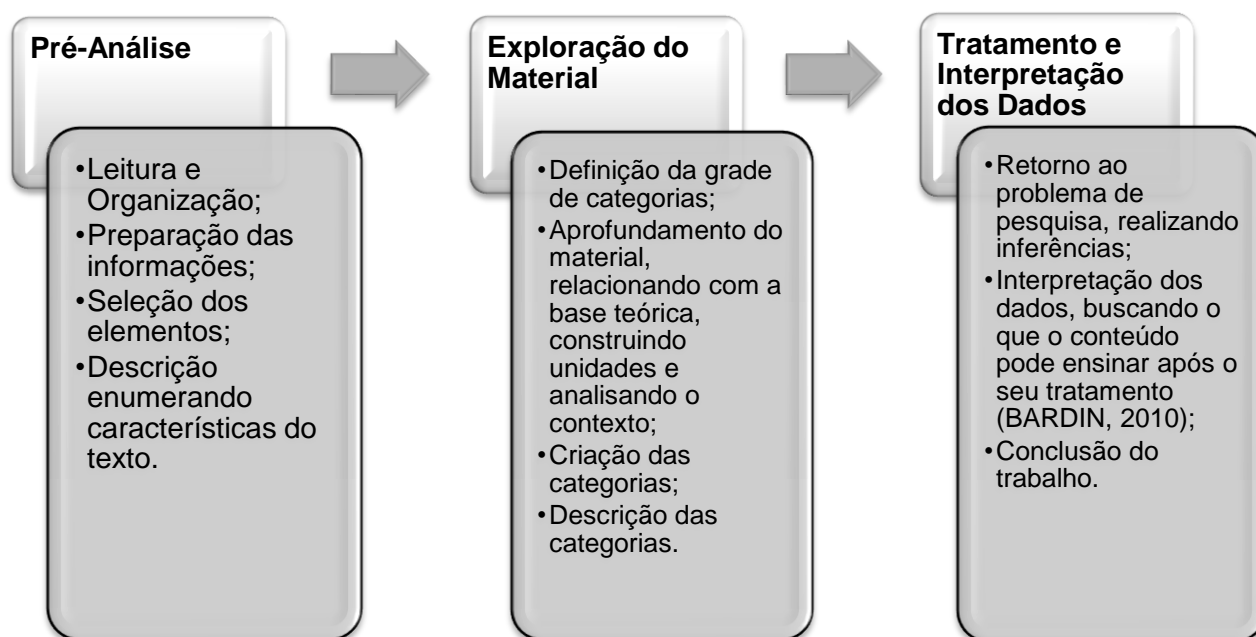 Pré-Análise
•Leitura e
Organização;
•Preparação das
informações;
•Seleção dos
elementos;
•Descrição
enumerando
características do
texto.
Exploração do
Material
•Definição da grade
de categorias;
•Aprofundamento do
material,
relacionando com a
base teórica,
construindo
unidades e
analisando o
contexto;
•Criação das
categorias;
•Descrição das
categorias.
Tratamento e
Interpretação
dos Dados
•Retorno ao
problema de
pesquisa, realizando
inferências;
•Interpretação dos
dados, buscando o
que o conteúdo
pode ensinar após o
seu tratamento
(BARDIN, 2010);
•Conclusão do
trabalho.